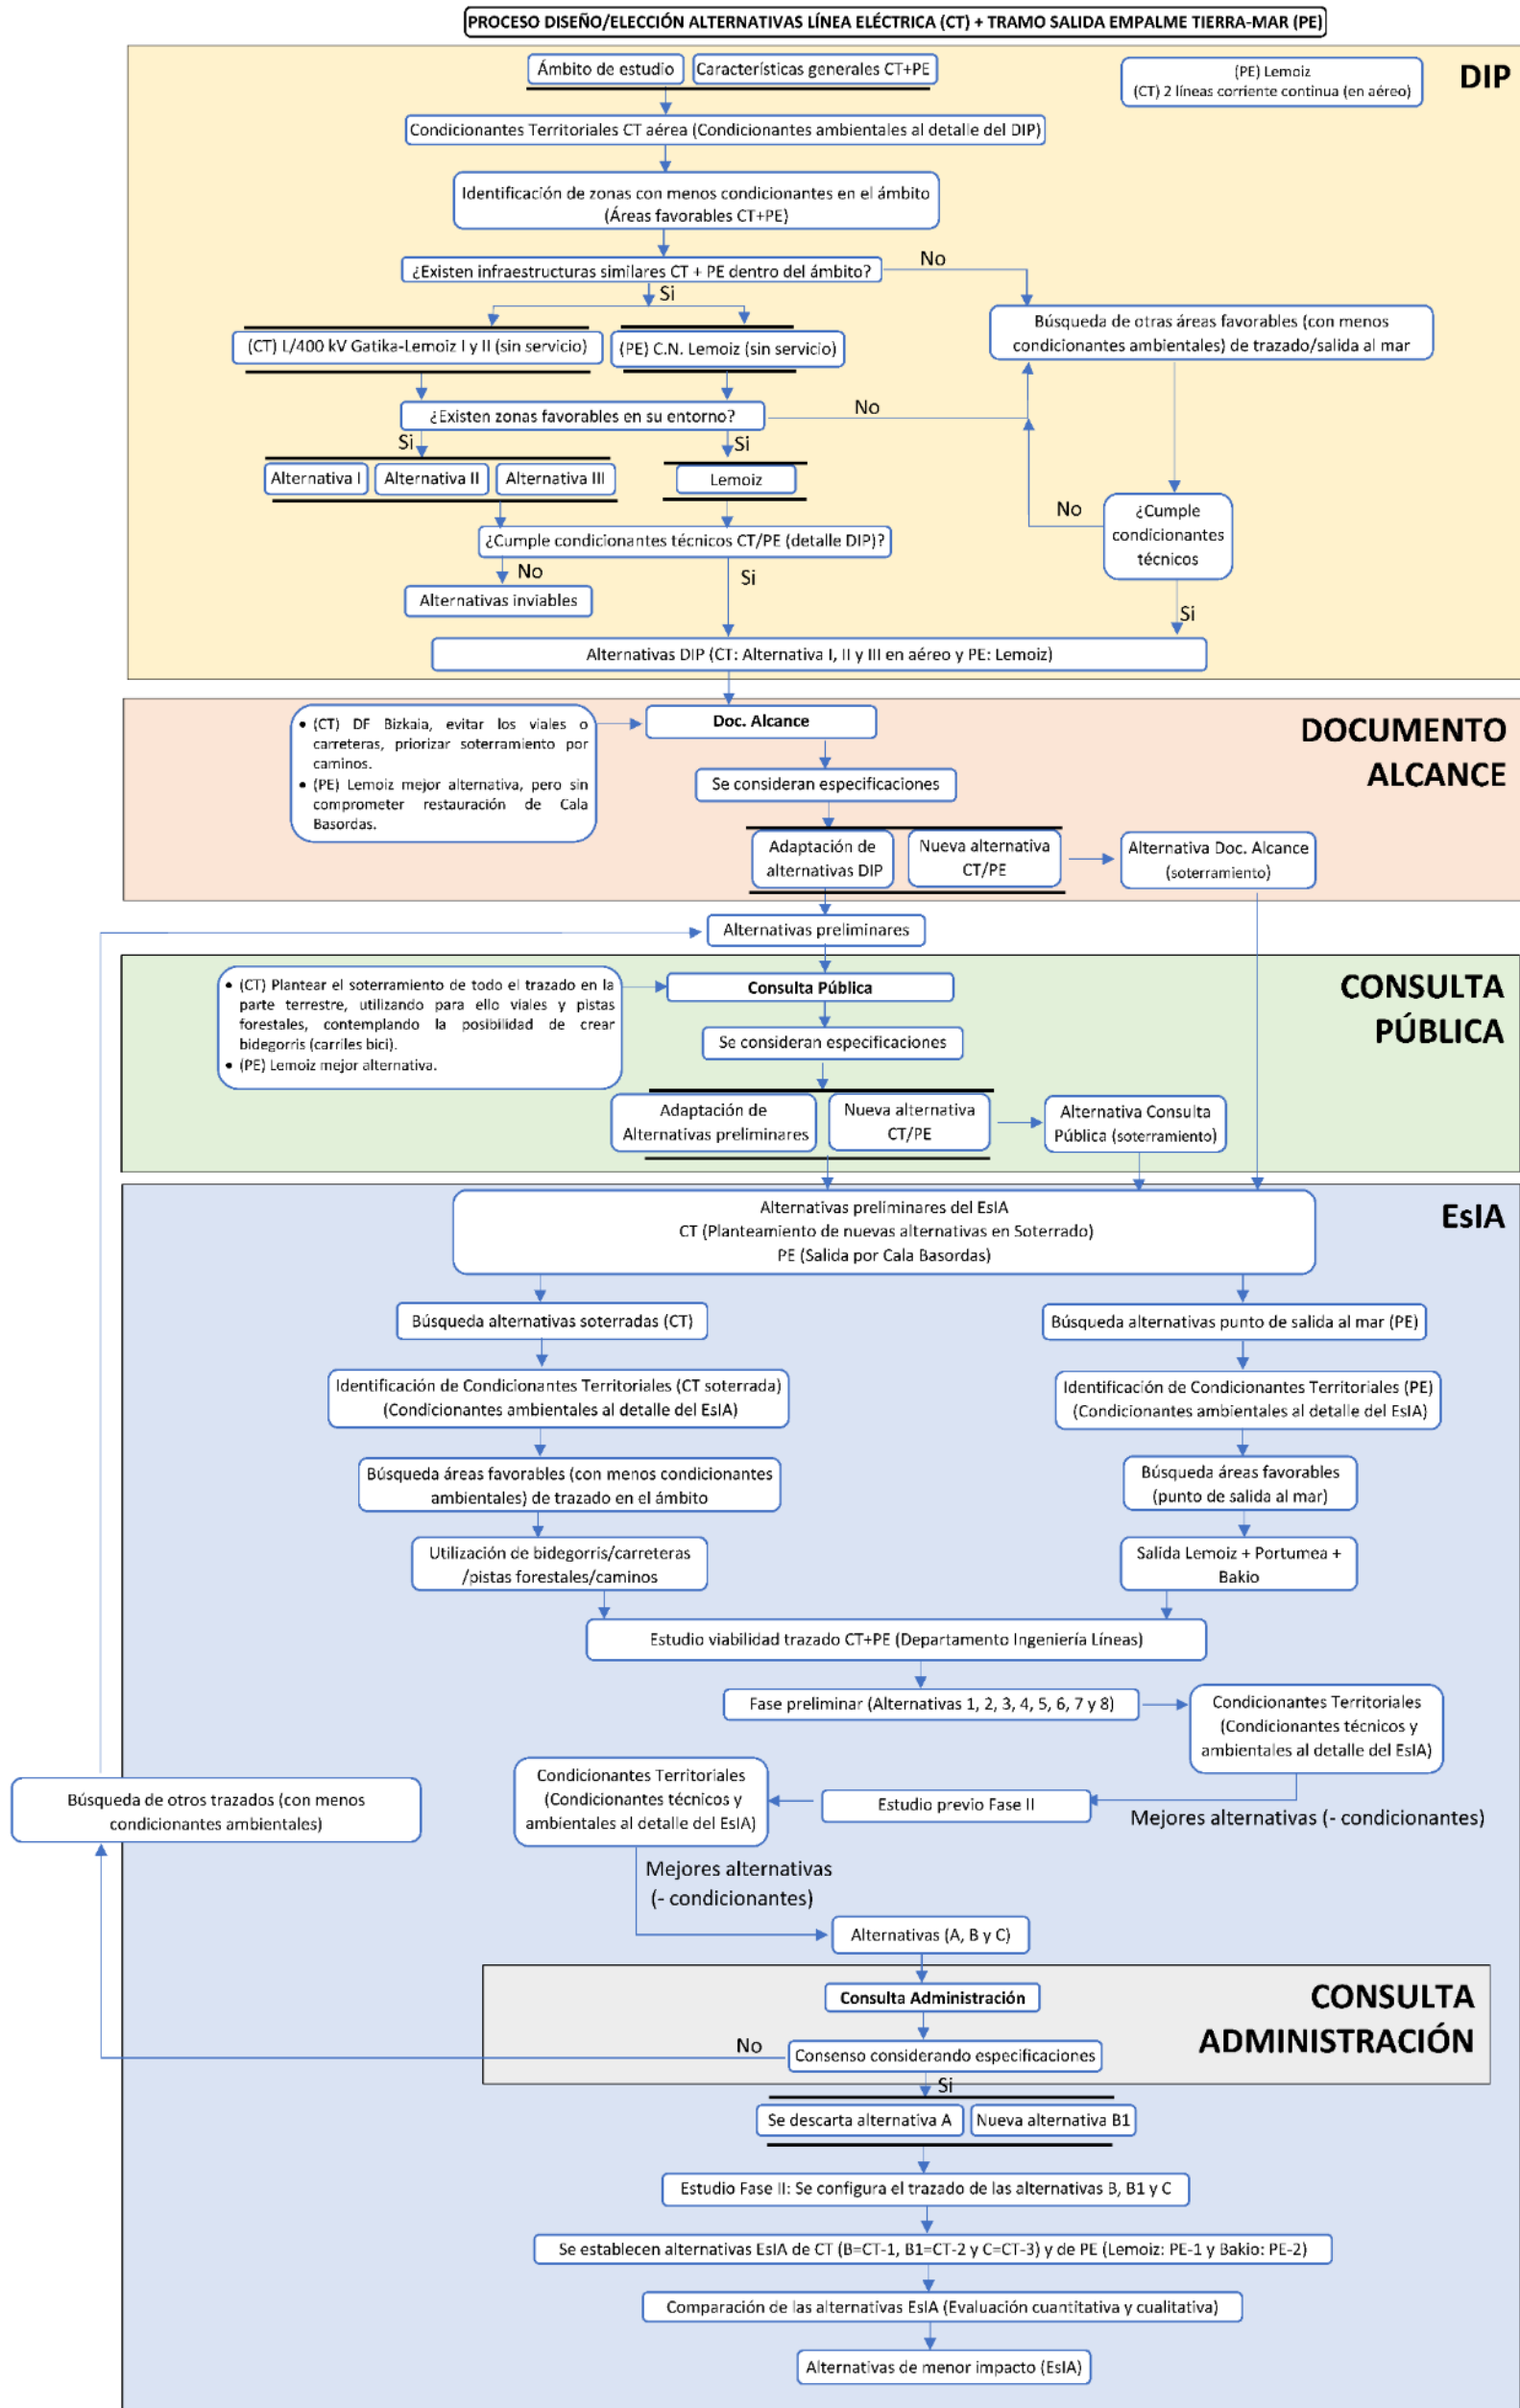 PROCESO DISEÑO/ELECCIÓN ALTERNATIVAS LÍNEA ELÉCTRICA (CT) + TRAMO SALIDA EMPALME TIERRA-MAR (PE)
DIP
Ámbito de estudio
Características generales CT+PE
(PE) Lemoiz
(CT) 2 líneas corriente continua (en aéreo)
Condicionantes Territoriales CT aérea (Condicionantes ambientales al detalle del DIP)
Identificación de zonas con menos condicionantes en el ámbito
(Áreas favorables CT+PE)
¿Existen infraestructuras similares CT + PE dentro del ámbito?
No
Si
Búsqueda de otras áreas favorables (con menos
condicionantes ambientales) de trazado/salida al mar
(CT) L/400 kV Gatika-Lemoiz I y II (sin servicio)
(PE) C.N. Lemoiz (sin servicio)
¿Existen zonas favorables en su entorno?
No
Si
Si
Alternativa I
Alternativa II
Alternativa III
Lemoiz
No
¿Cumple
condicionantes
técnicos
¿Cumple condicionantes técnicos CT/PE (detalle DIP)?
No
Si
Alternativas inviables
Si
Alternativas DIP (CT: Alternativa I, II y III en aéreo y PE: Lemoiz)
DOCUMENTO
ALCANCE
• (CT) DF Bizkaia, evitar los viales o
carreteras, priorizar soterramiento por
caminos.
• (PE) Lemoiz mejor alternativa, pero sin
comprometer restauración de Cala
Basordas.
Doc. Alcance
Se consideran especificaciones
Adaptación de
alternativas DIP
Nueva alternativa
CT/PE
Alternativa Doc. Alcance
(soterramiento)
Alternativas preliminares
CONSULTA
PÚBLICA
• (CT) Plantear el soterramiento de todo el trazado en la
parte terrestre, utilizando para ello viales y pistas
forestales, contemplando la posibilidad de crear
bidegorris (carriles bici).
• (PE) Lemoiz mejor alternativa.
Consulta Pública
Se consideran especificaciones
Adaptación de
Alternativas preliminares
Nueva alternativa
CT/PE
Alternativa Consulta
Pública (soterramiento)
EsIA
Alternativas preliminares del EsIA
CT (Planteamiento de nuevas alternativas en Soterrado)
PE (Salida por Cala Basordas)
Búsqueda alternativas soterradas (CT)
Búsqueda alternativas punto de salida al mar (PE)
Identificación de Condicionantes Territoriales (CT soterrada)
(Condicionantes ambientales al detalle del EsIA)
Identificación de Condicionantes Territoriales (PE)
(Condicionantes ambientales al detalle del EsIA)
Búsqueda áreas favorables (con menos condicionantes
ambientales) de trazado en el ámbito
Búsqueda áreas favorables
(punto de salida al mar)
Utilización de bidegorris/carreteras
/pistas forestales/caminos
Salida Lemoiz + Portumea +
Bakio
Estudio viabilidad trazado CT+PE (Departamento Ingeniería Líneas)
Fase preliminar (Alternativas 1, 2, 3, 4, 5, 6, 7 y 8)
Condicionantes Territoriales
(Condicionantes técnicos y
ambientales al detalle del EsIA)
Mejores alternativas (- condicionantes)
Estudio previo Fase II
Condicionantes Territoriales
(Condicionantes técnicos y
ambientales al detalle del EsIA)
Búsqueda de otros trazados (con menos
condicionantes ambientales)
Mejores alternativas
(- condicionantes)
Alternativas (A, B y C)
CONSULTA
ADMINISTRACIÓN
Consulta Administración
No
Consenso considerando especificaciones
Si
Se descarta alternativa A
Nueva alternativa B1
Estudio Fase II: Se configura el trazado de las alternativas B, B1 y C
Se establecen alternativas EsIA de CT (B=CT-1, B1=CT-2 y C=CT-3) y de PE (Lemoiz: PE-1 y Bakio: PE-2)
Comparación de las alternativas EsIA (Evaluación cuantitativa y cualitativa)
Alternativas de menor impacto (EsIA)